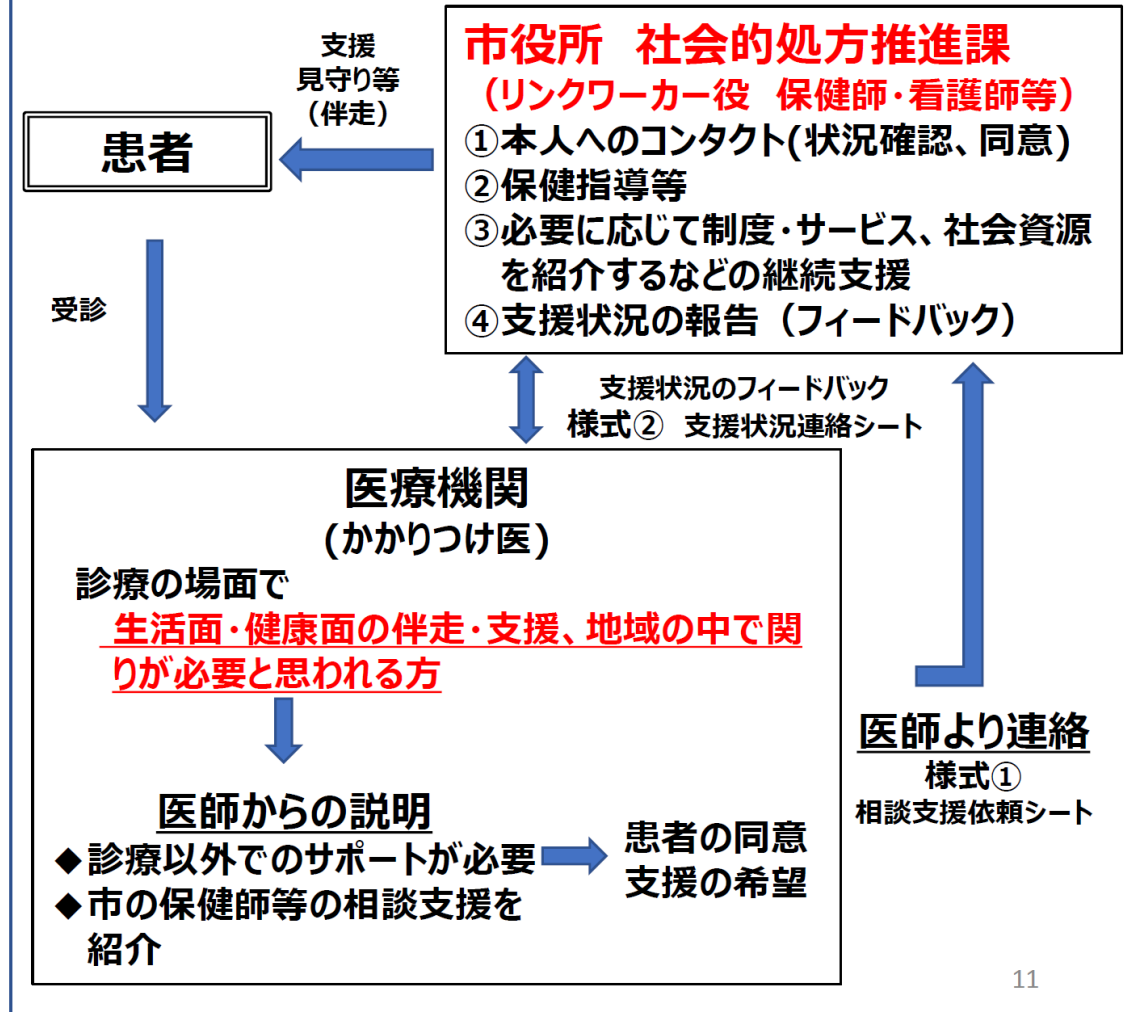 支援
見守り等
（伴走）
患者
受診
市役所　社会的処方推進課
（リンクワーカー役　保健師・看護師等）
①本人へのコンタクト(状況確認、同意)
②保健指導等
③必要に応じて制度・サービス、社会資源
を紹介するなどの継続支援
④支援状況の報告（フィードバック）
支援状況のフィードバック
様式②　支援状況連絡シート
医療機関
(かかりつけ医)
診療の場面で
生活面・健康面の伴走・支援、地域の中で関
りが必要と思われる方
医師からの説明
◆診療以外でのサポートが必要
◆市の保健師等の相談支援を
紹介
患者の同意
支援の希望
医師より連絡
様式①
相談支援依頼シート
11